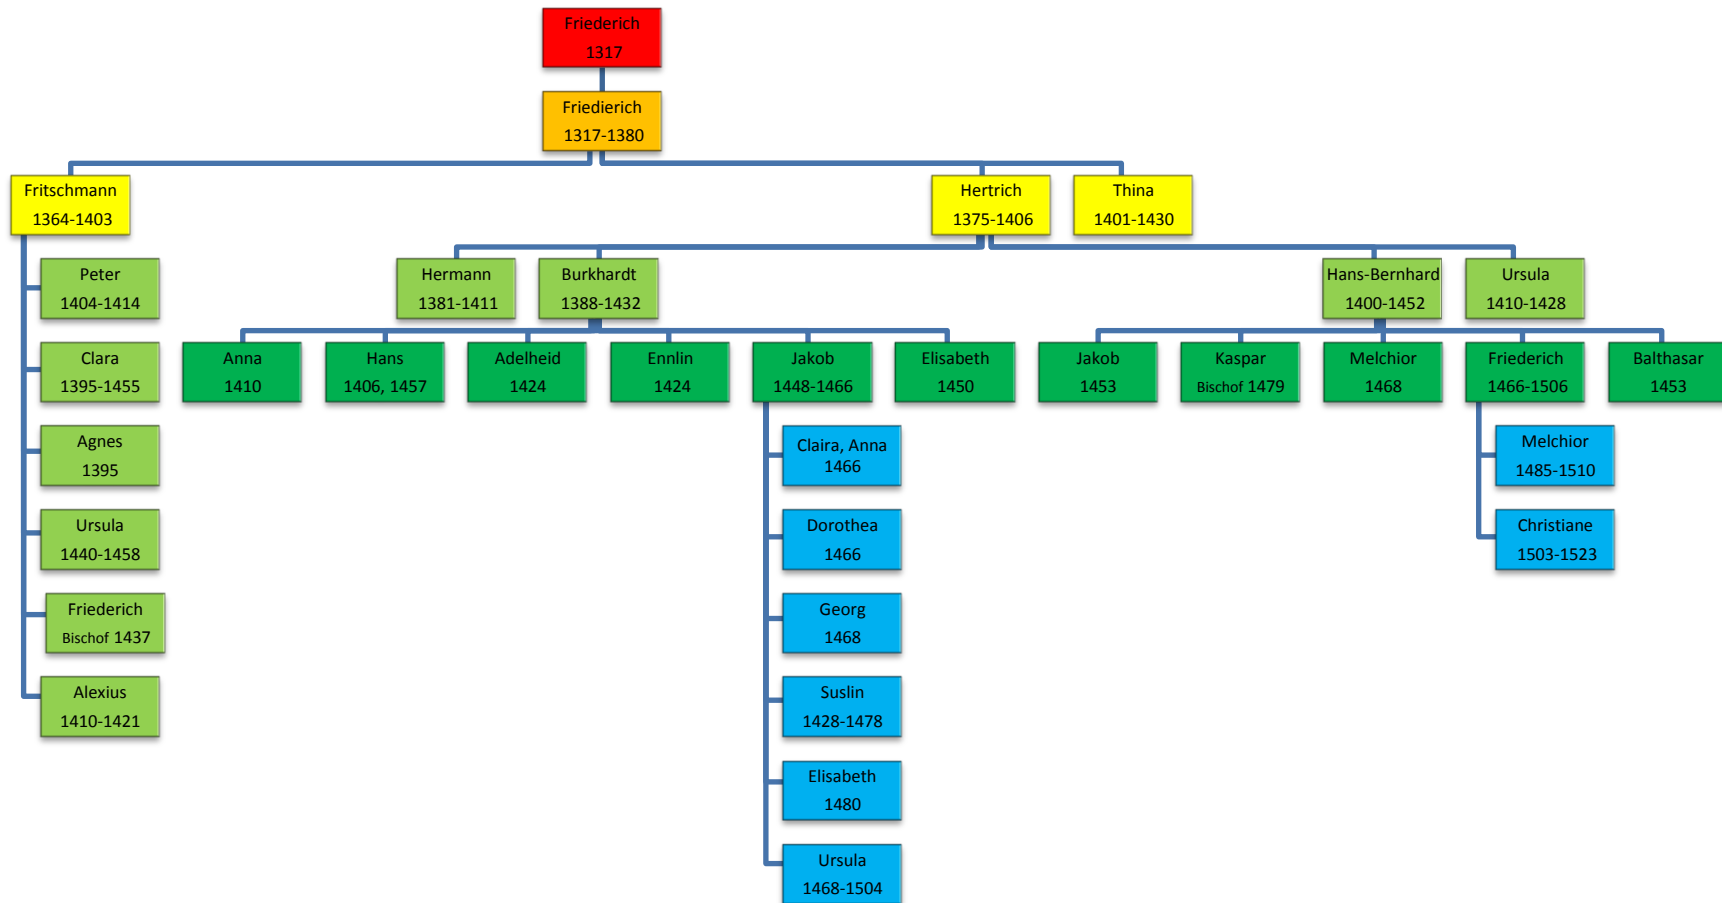 Friederich
1317
Friedierich
1317-1380
Fritschmann
1364-1403
Hertrich
1375-1406
Thina
1401-1430
Peter
1404-1414
Hermann
1381-1411
Burkhardt
1388-1432
Hans-Bernhard
1400-1452
Ursula
1410-1428
Clara
1395-1455
Anna
1410
Hans
1406, 1457
Adelheid
1424
Ennlin
1424
Jakob
1448-1466
Elisabeth
1450
Jakob
1453
Kaspar
Bischof 1479
Melchior
1468
Friederich
1466-1506
Balthasar
1453
Agnes
1395
Claira, Anna
1466
Melchior
1485-1510
Ursula
1440-1458
Dorothea
1466
Christiane
1503-1523
Friederich
Bischof 1437
Georg
1468
Alexius
1410-1421
Suslin
1428-1478
Elisabeth
1480
Ursula
1468-1504